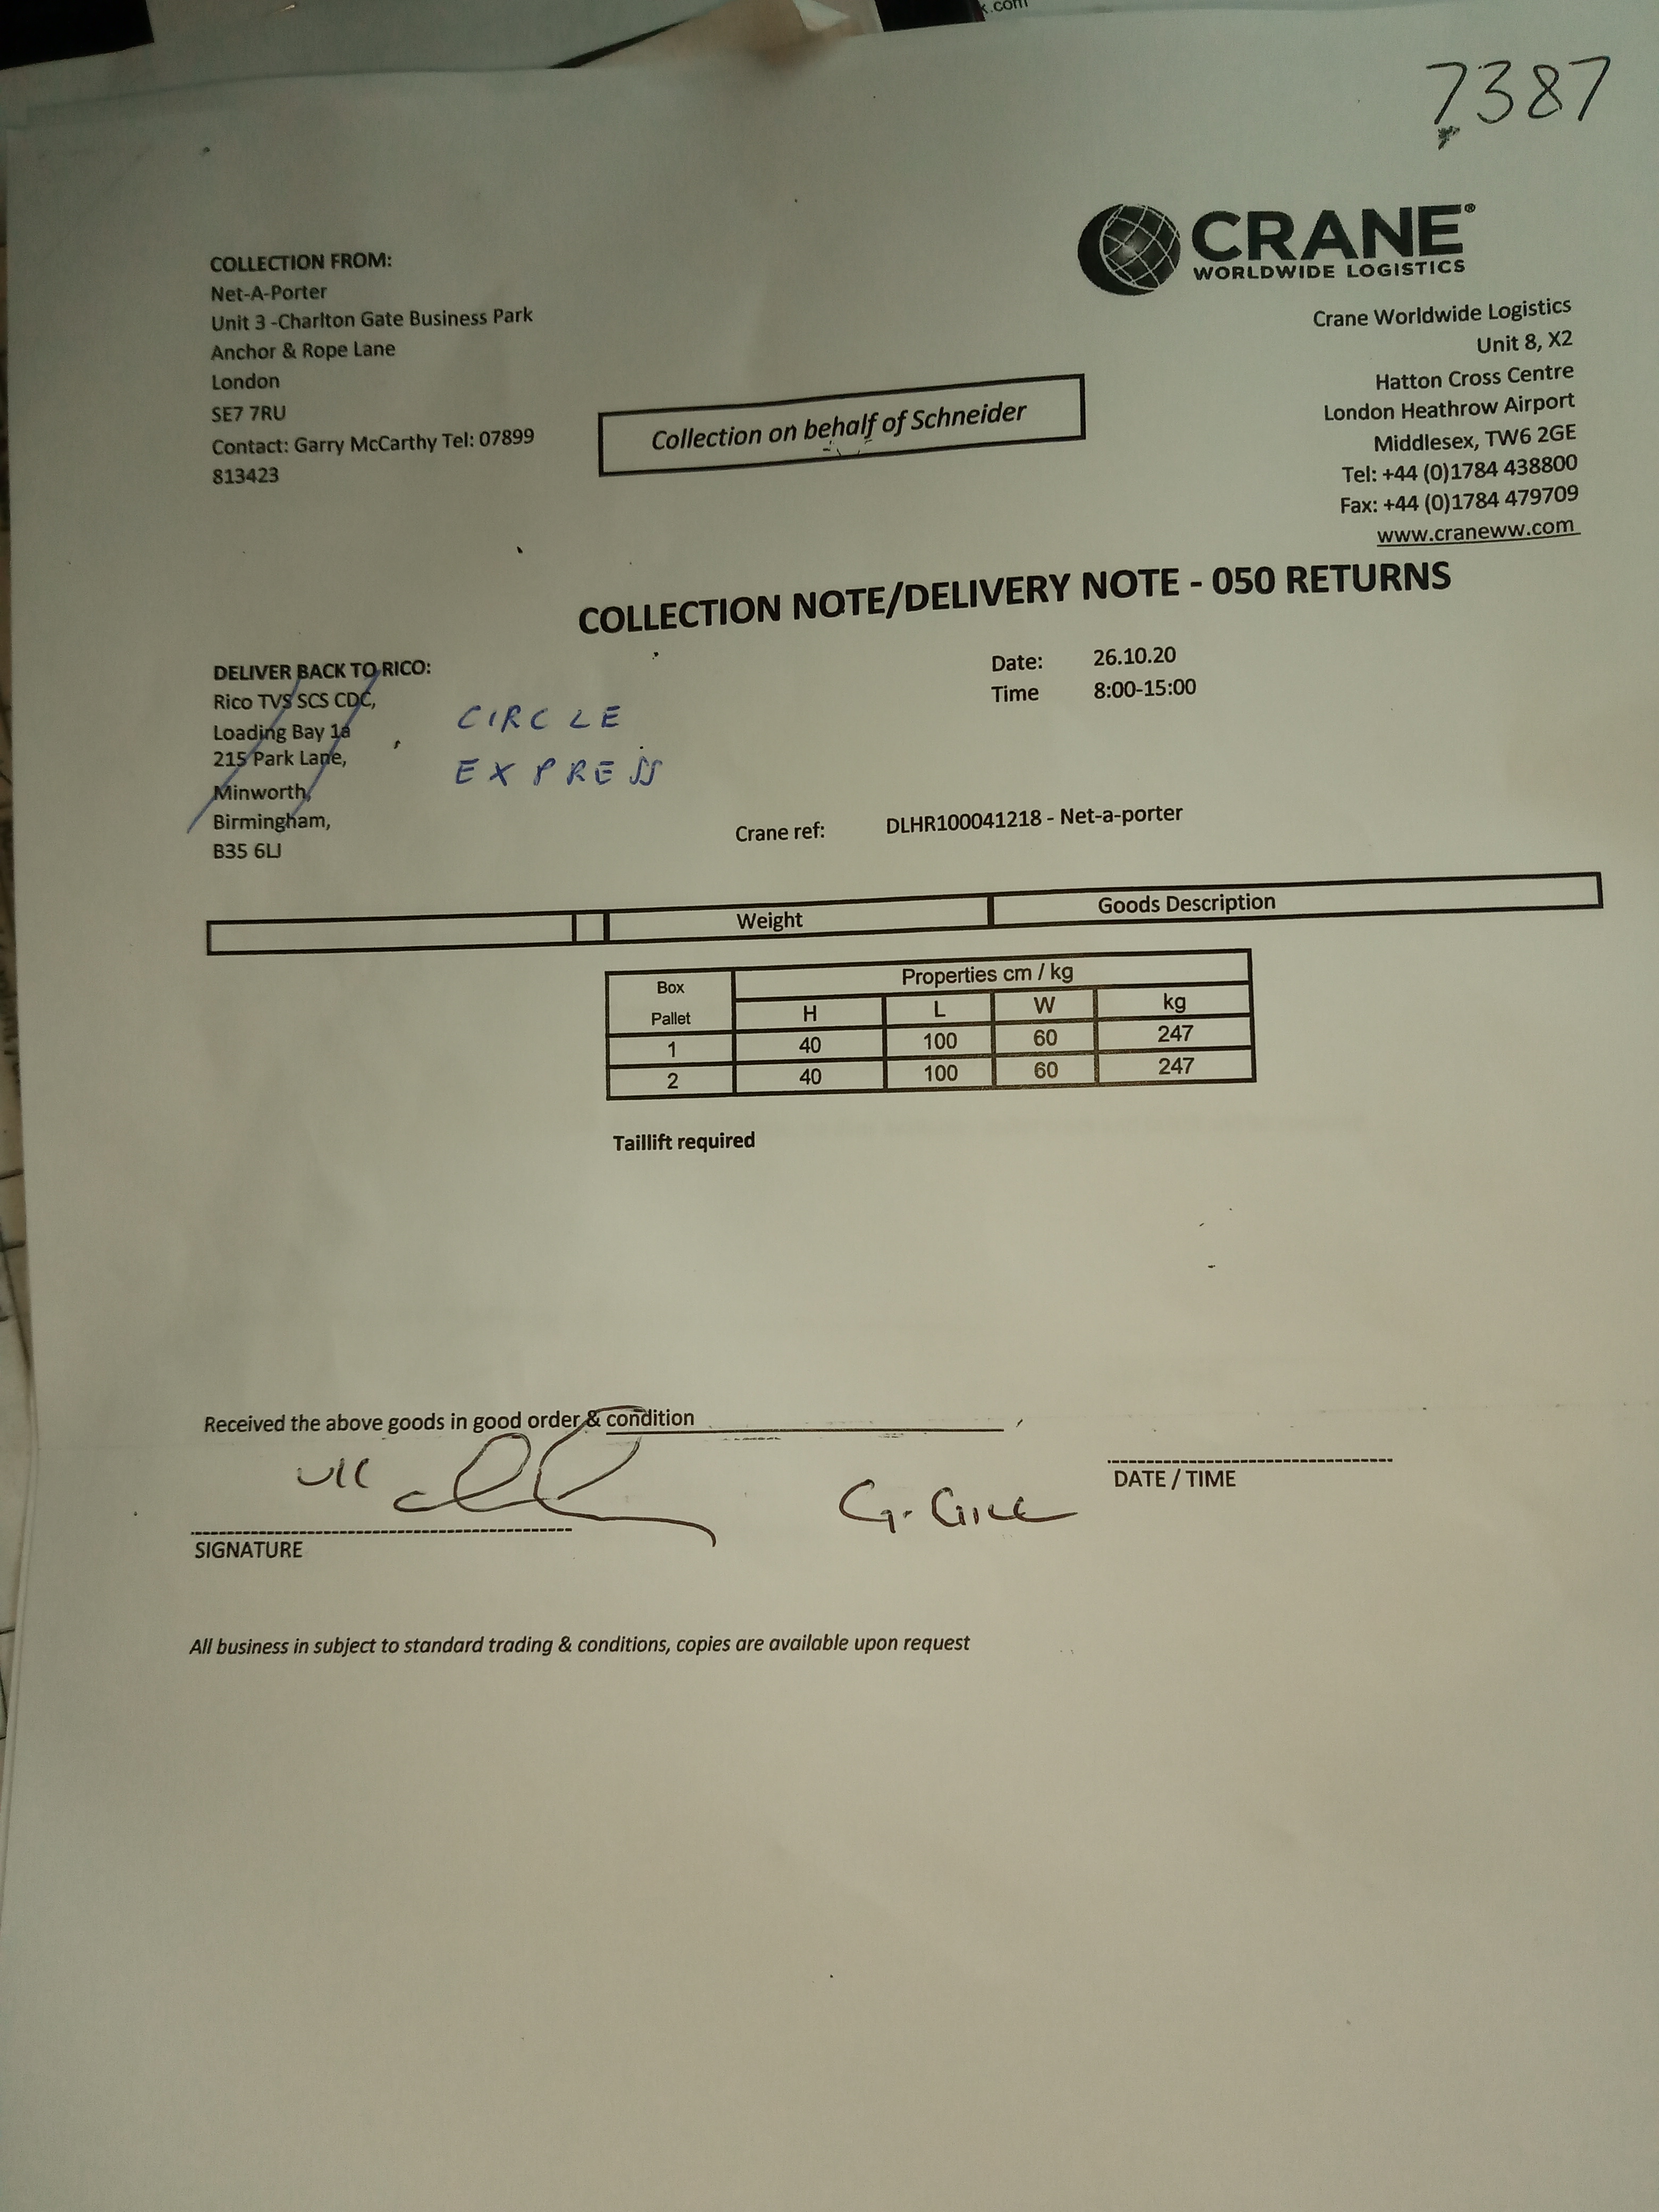 k.com
7387
CRANE®
WORLDWIDE LOGISTICS
COLLECTION FROM:
Net-A-Porter
Unit 3 -Charlton Gate Business Park
Anchor & Rope Lane
London
SE7 7RU
Contact: Garry McCarthy Tel: 07899
813423
Collection on behalf of Schneider
Crane Worldwide Logistics
Unit 8, X2
Hatton Cross Centre
London Heathrow Airport
Middlesex, TW6 2GE
Tel: +44 (0)1784 438800
Fax: +44 (0)1784 479709
www.craneww.com
COLLECTION NOTE/DELIVERY NOTE - 050 RETURNS
DELIVER BACK TO RICO:
Rico TVS SCS CDC,
Loading Bay 1a
215 Park Lane,
Minworth,
Birmingham,
B35 6LJ
CIRCLE
EXPRESS
Date: 26.10.20
Time 8:00-15:00
Crane ref: DLHR100041218 - Net-a-porter
Weight Goods Description
Box Pallet Properties cm / kg
H L W kg
1 40 100 60 247
2 40 100 60 247
Taillift required
Received the above goods in good order & condition
SIGNATURE
DATE / TIME
All business in subject to standard trading & conditions, copies are available upon request